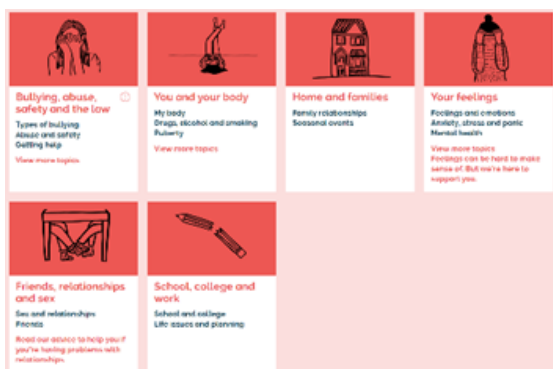 Bullying, abuse,
safety and the law
Types of bullying
Abuse and safety
Getting help
View more topics
You and your body
My body
Drugs, alcohol and smoking
Puberty
View more topics
Home and families
Family relationships
Seasonal events
Your feelings
Feelings and emotions
Anxiety, stress and panic
Mental health
View more topics
Feelings can be hard to make
sense of. But we're here to
support you.
Friends, relationships
and sex
Sex and relationships
Friends
Read our advice to help you if
you're having problems with
relationships.
School, college and
work
School and college
Life issues and planning